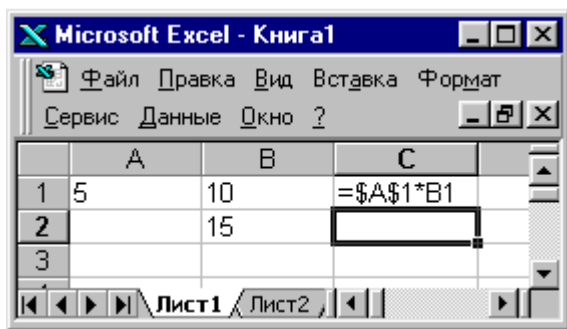 Microsoft Excel - Книга1
Файл Правка Вид Вставка Формат
Сервис Данные Окно ?
A B C
1 5 10 =$A$1*B1
2 15
3
Лист1 Лист2